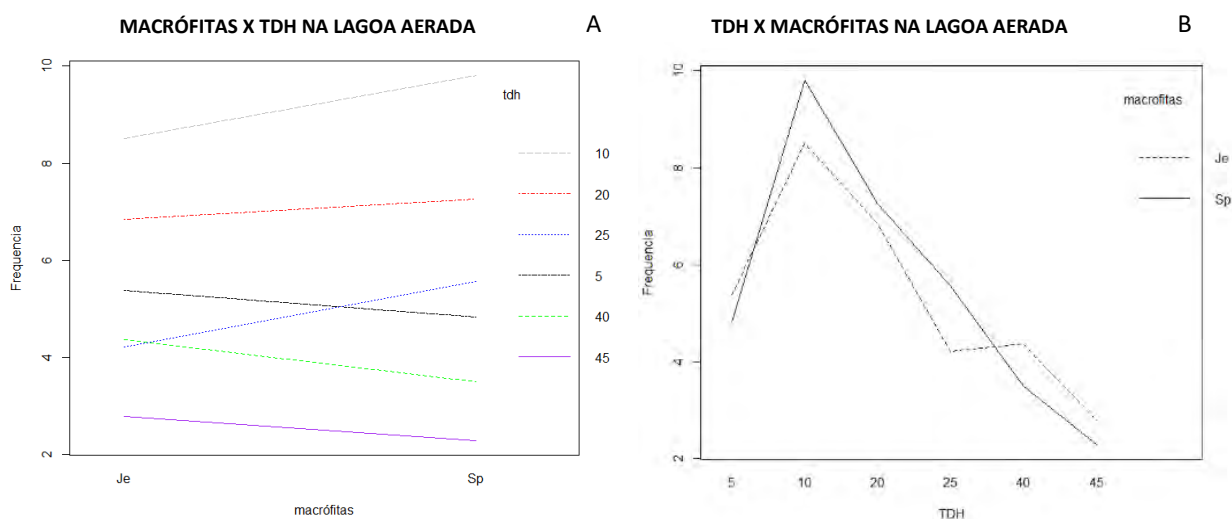 MACRÓFITAS X TDH NA LAGOA AERADA
A
10
8
6
4
2
Frequencia
tdh
10
20
25
5
40
45
Je
Sp
macrófitas
TDH X MACRÓFITAS NA LAGOA AERADA
B
10
8
6
4
2
Frequencia
macrofitas
Je
Sp
5
10
20
25
40
45
TDH